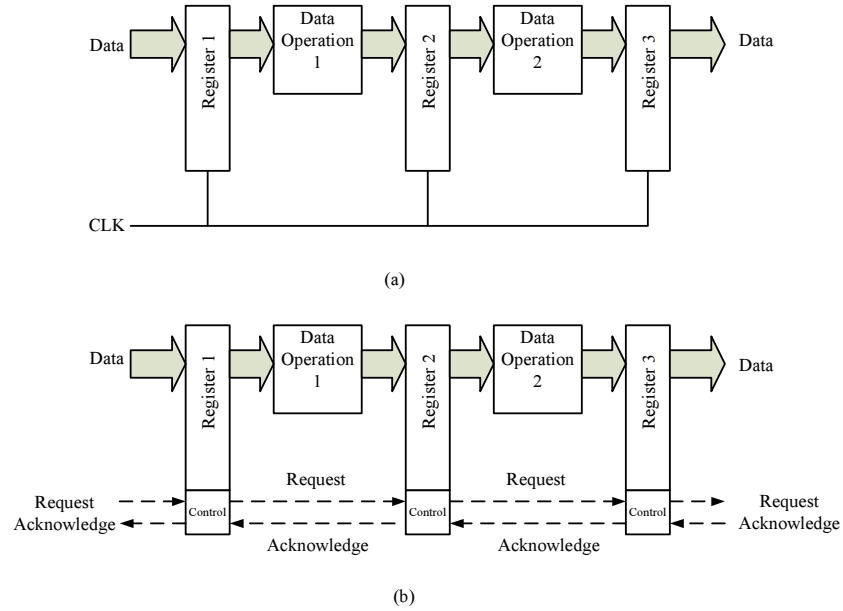 Data
Register 1
Data
Operation
1
Register 2
Data
Operation
2
Register 3
Data
CLK
(a)
Data
Register 1
Data
Operation
1
Register 2
Data
Operation
2
Register 3
Data
Request
Acknowledge
Control
Request
Acknowledge
Control
Request
Acknowledge
Control
Request
Acknowledge
(b)